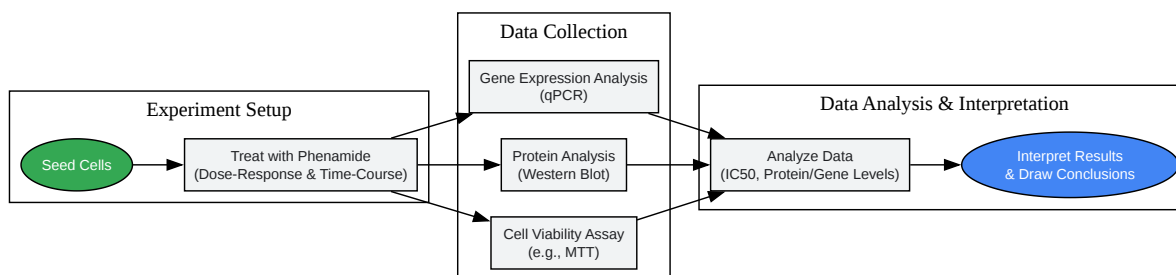 Experiment Setup
Seed Cells
Treat with Phenamide
(Dose-Response & Time-Course)
Data Collection
Gene Expression Analysis
(qPCR)
Protein Analysis
(Western Blot)
Cell Viability Assay
(e.g., MTT)
Data Analysis & Interpretation
Analyze Data
(IC50, Protein/Gene Levels)
Interpret Results
& Draw Conclusions